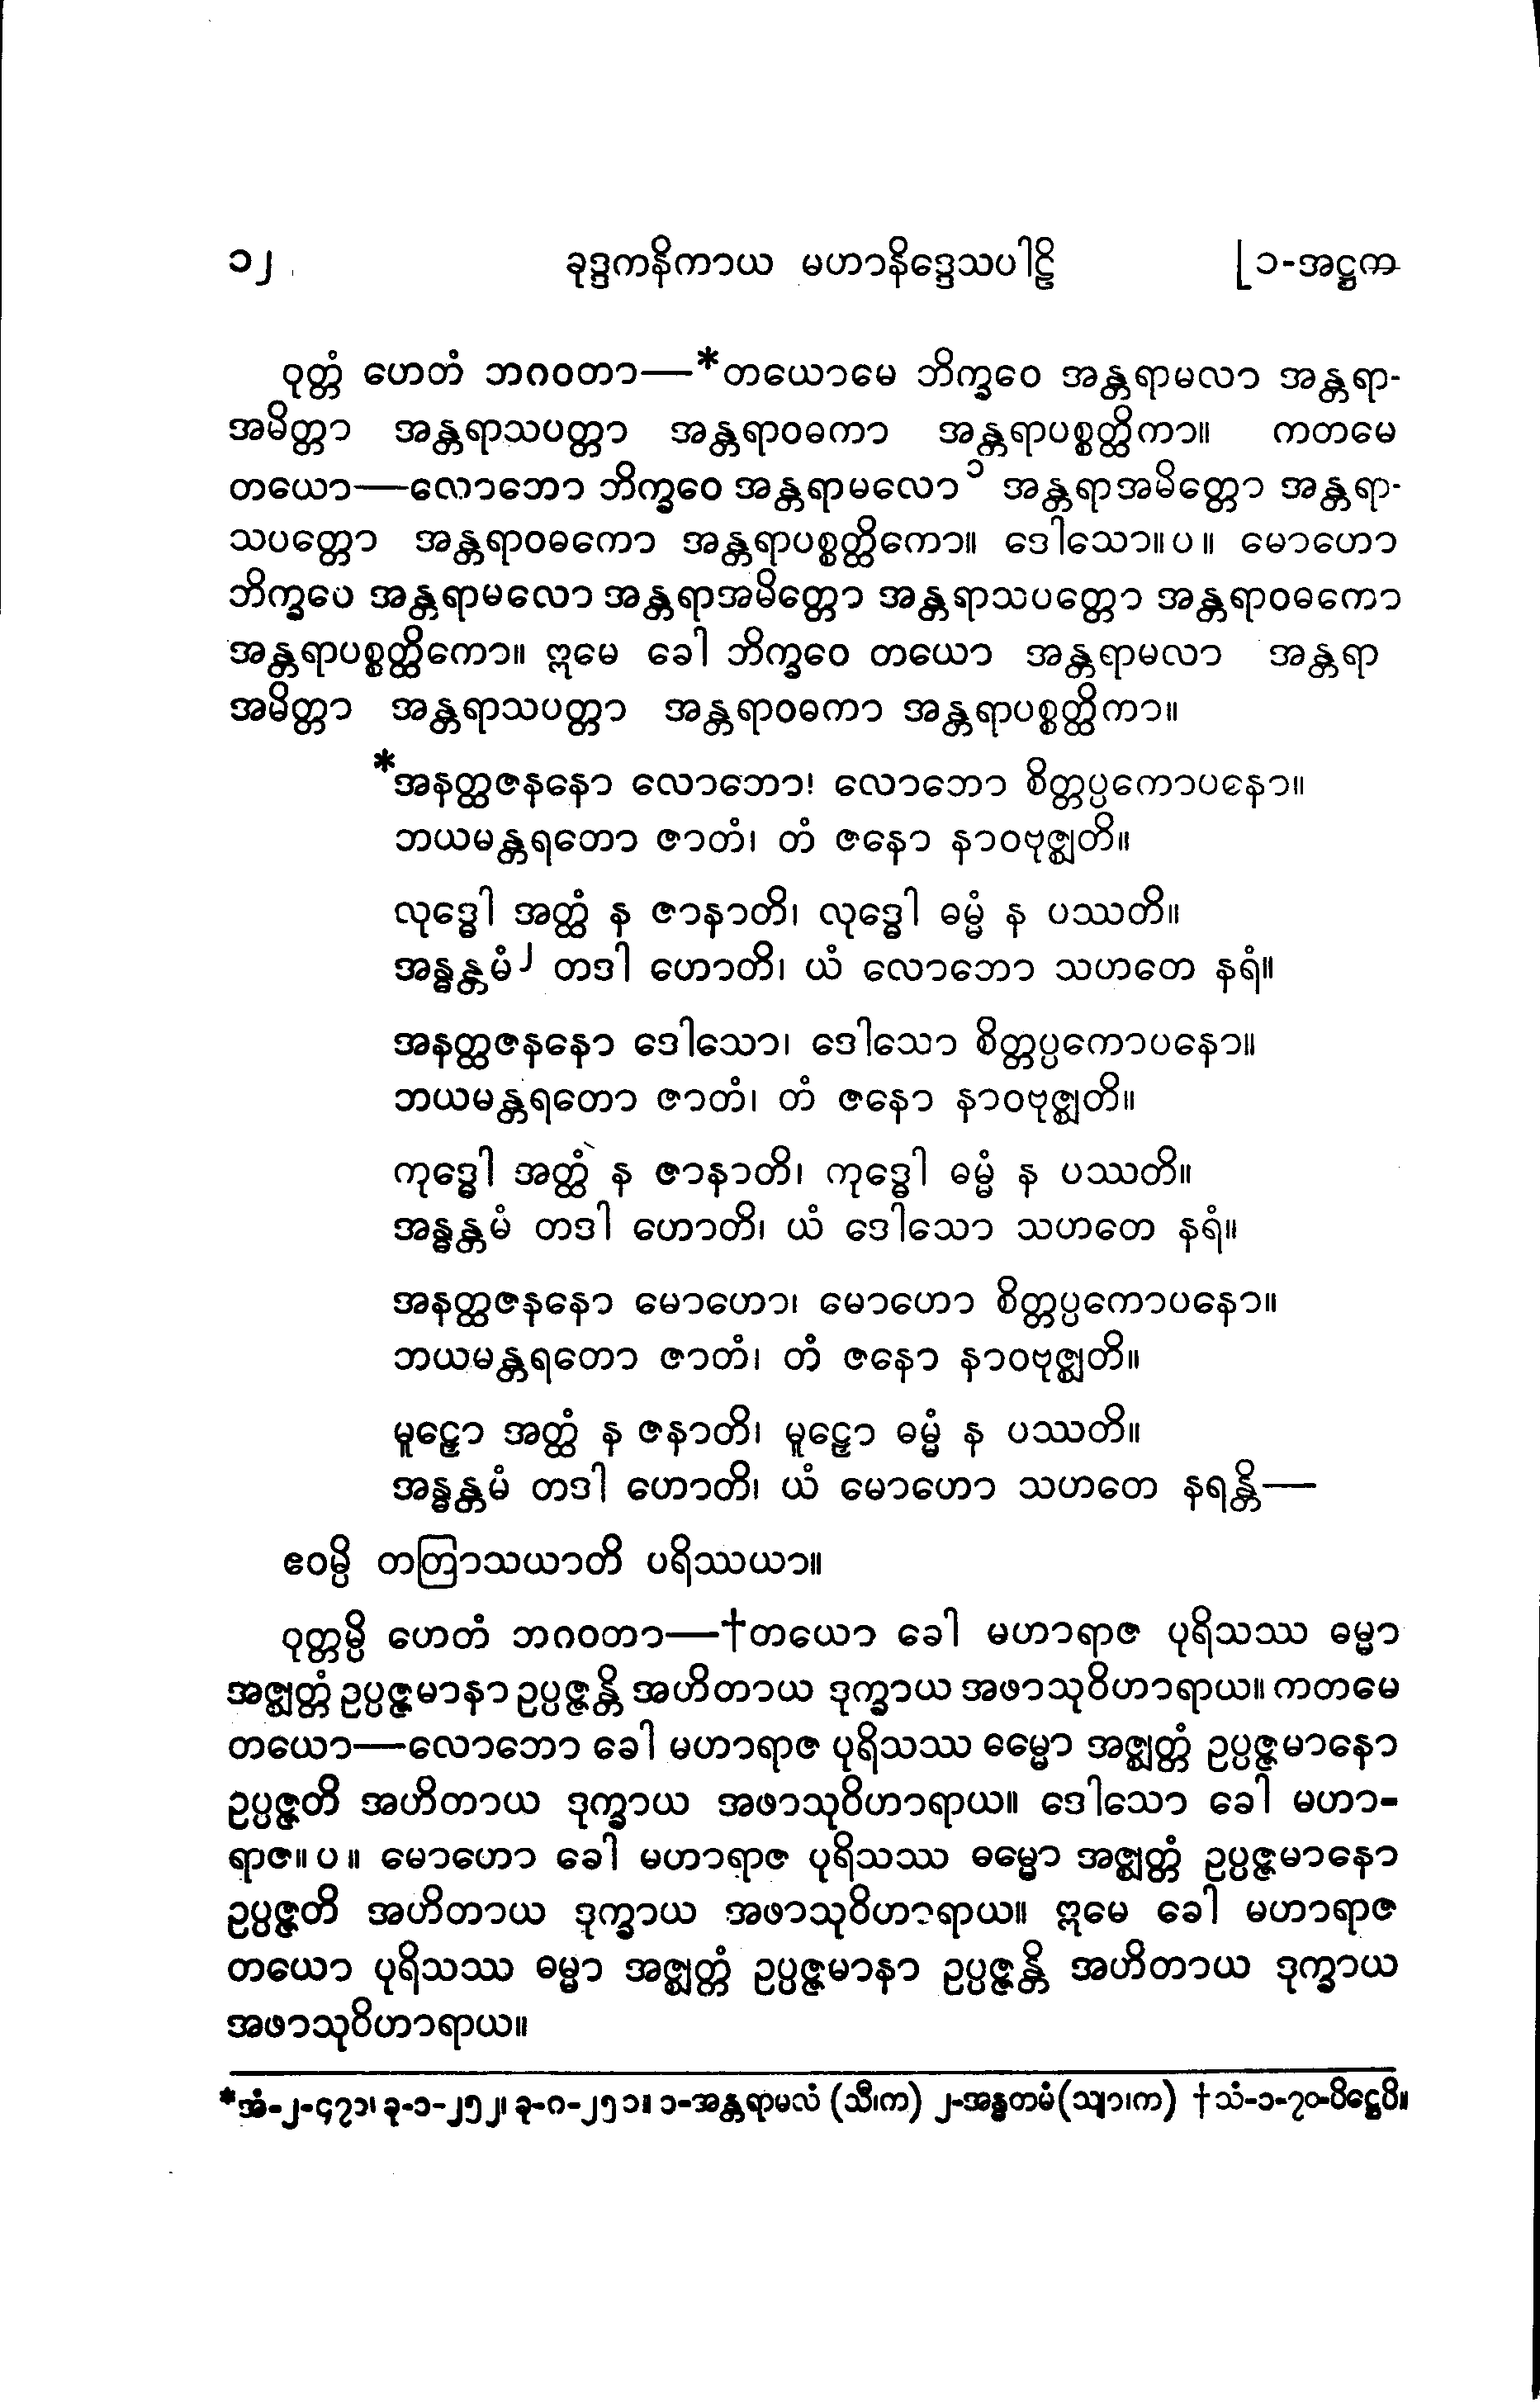 ၁၂ ခုဒ္ဒကနိကာယ မဟာနိဒ္ဒေသပါဠိ [၁-အဋ္ဌက
ဝုတ္တံ ဟေတံ ဘဂဝတာ—*တယောမေ ဘိက္ခဝေ အန္တရာမလာ အန္တရာ-
အမိတ္တာ အန္တရာသပတ္တာ အန္တရာဝဓကာ အန္တရာပစ္စတ္ထိကာ။ ကတမေ
တယော—လောဘော ဘိက္ခဝေ အန္တရာမလော၁ အန္တရာအမိတ္တော အန္တရာ-
သပတ္တော အန္တရာဝဓကော အန္တရာပစ္စတ္ထိကော။ ဒေါသော။ပ။ မောဟော
ဘိက္ခဝေ အန္တရာမလော အန္တရာအမိတ္တော အန္တရာသပတ္တော အန္တရာဝဓကော
အန္တရာပစ္စတ္ထိကော။ ဣမေ ခေါ ဘိက္ခဝေ တယော အန္တရာမလာ အန္တရာ
အမိတ္တာ အန္တရာသပတ္တာ အန္တရာဝဓကာ အန္တရာပစ္စတ္ထိကာ။
*အနတ္ထဇနနော လောဘော၊ လောဘော စိတ္တပ္ပကောပနော။
ဘယမန္တရတော ဇာတံ၊ တံ ဇနော နာဝဗုဇ္ဈတိ။
လုဒ္ဓေါ အတ္ထံ န ဇာနာတိ၊ လုဒ္ဓေါ ဓမ္မံ န ပဿတိ။
အန္ဓန္တမံ၂ တဒါ ဟောတိ၊ ယံ လောဘော သဟတေ နရံ။
အနတ္ထဇနနော ဒေါသော၊ ဒေါသော စိတ္တပ္ပကောပနော။
ဘယမန္တရတော ဇာတံ၊ တံ ဇနော နာဝဗုဇ္ဈတိ။
ကုဒ္ဓေါ အတ္ထံ န ဇာနာတိ၊ ကုဒ္ဓေါ ဓမ္မံ န ပဿတိ။
အန္ဓန္တမံ တဒါ ဟောတိ၊ ယံ ဒေါသော သဟတေ နရံ။
အနတ္ထဇနနော မောဟော၊ မောဟော စိတ္တပ္ပကောပနော။
ဘယမန္တရတော ဇာတံ၊ တံ ဇနော နာဝဗုဇ္ဈတိ။
မူဠှော အတ္ထံ န ဇနာတိ၊ မူဠှော ဓမ္မံ န ပဿတိ။
အန္ဓန္တမံ တဒါ ဟောတိ၊ ယံ မောဟော သဟတေ နရန္တိ—
ဧဝမ္ပိ တတြာသယာတိ ပရိဿယာ။
ဝုတ္တမ္ပိ ဟေတံ ဘဂဝတာ—†တယော ခေါ မဟာရာဇ ပုရိသဿ ဓမ္မာ
အဇ္ဈတ္တံ ဥပ္ပဇ္ဇမာနာ ဥပ္ပဇ္ဇန္တိ အဟိတာယ ဒုက္ခာယ အဖာသုဝိဟာရာယ။ ကတမေ
တယော—လောဘော ခေါ မဟာရာဇ ပုရိသဿ ဓမ္မော အဇ္ဈတ္တံ ဥပ္ပဇ္ဇမာနော
ဥပ္ပဇ္ဇတိ အဟိတာယ ဒုက္ခာယ အဖာသုဝိဟာရာယ။ ဒေါသော ခေါ မဟာ-
ရာဇ။ပ။ မောဟော ခေါ မဟာရာဇ ပုရိသဿ ဓမ္မော အဇ္ဈတ္တံ ဥပ္ပဇ္ဇမာနော
ဥပ္ပဇ္ဇတိ အဟိတာယ ဒုက္ခာယ အဖာသုဝိဟာရာယ။ ဣမေ ခေါ မဟာရာဇ
တယော ပုရိသဿ ဓမ္မာ အဇ္ဈတ္တံ ဥပ္ပဇ္ဇမာနာ ဥပ္ပဇ္ဇန္တိ အဟိတာယ ဒုက္ခာယ
အဖာသုဝိဟာရာယ။
*အံ-၂-၄၇၁၊ ခု-၁-၂၅၂၊ ခု-ဂ-၂၅၁။ ၁-အန္တရာမလံ (သီ၊က) ၂-အန္ဓတမံ(သျာ၊က) †သံ-၁-၇၀-ပိဋ္ဌေပိ။